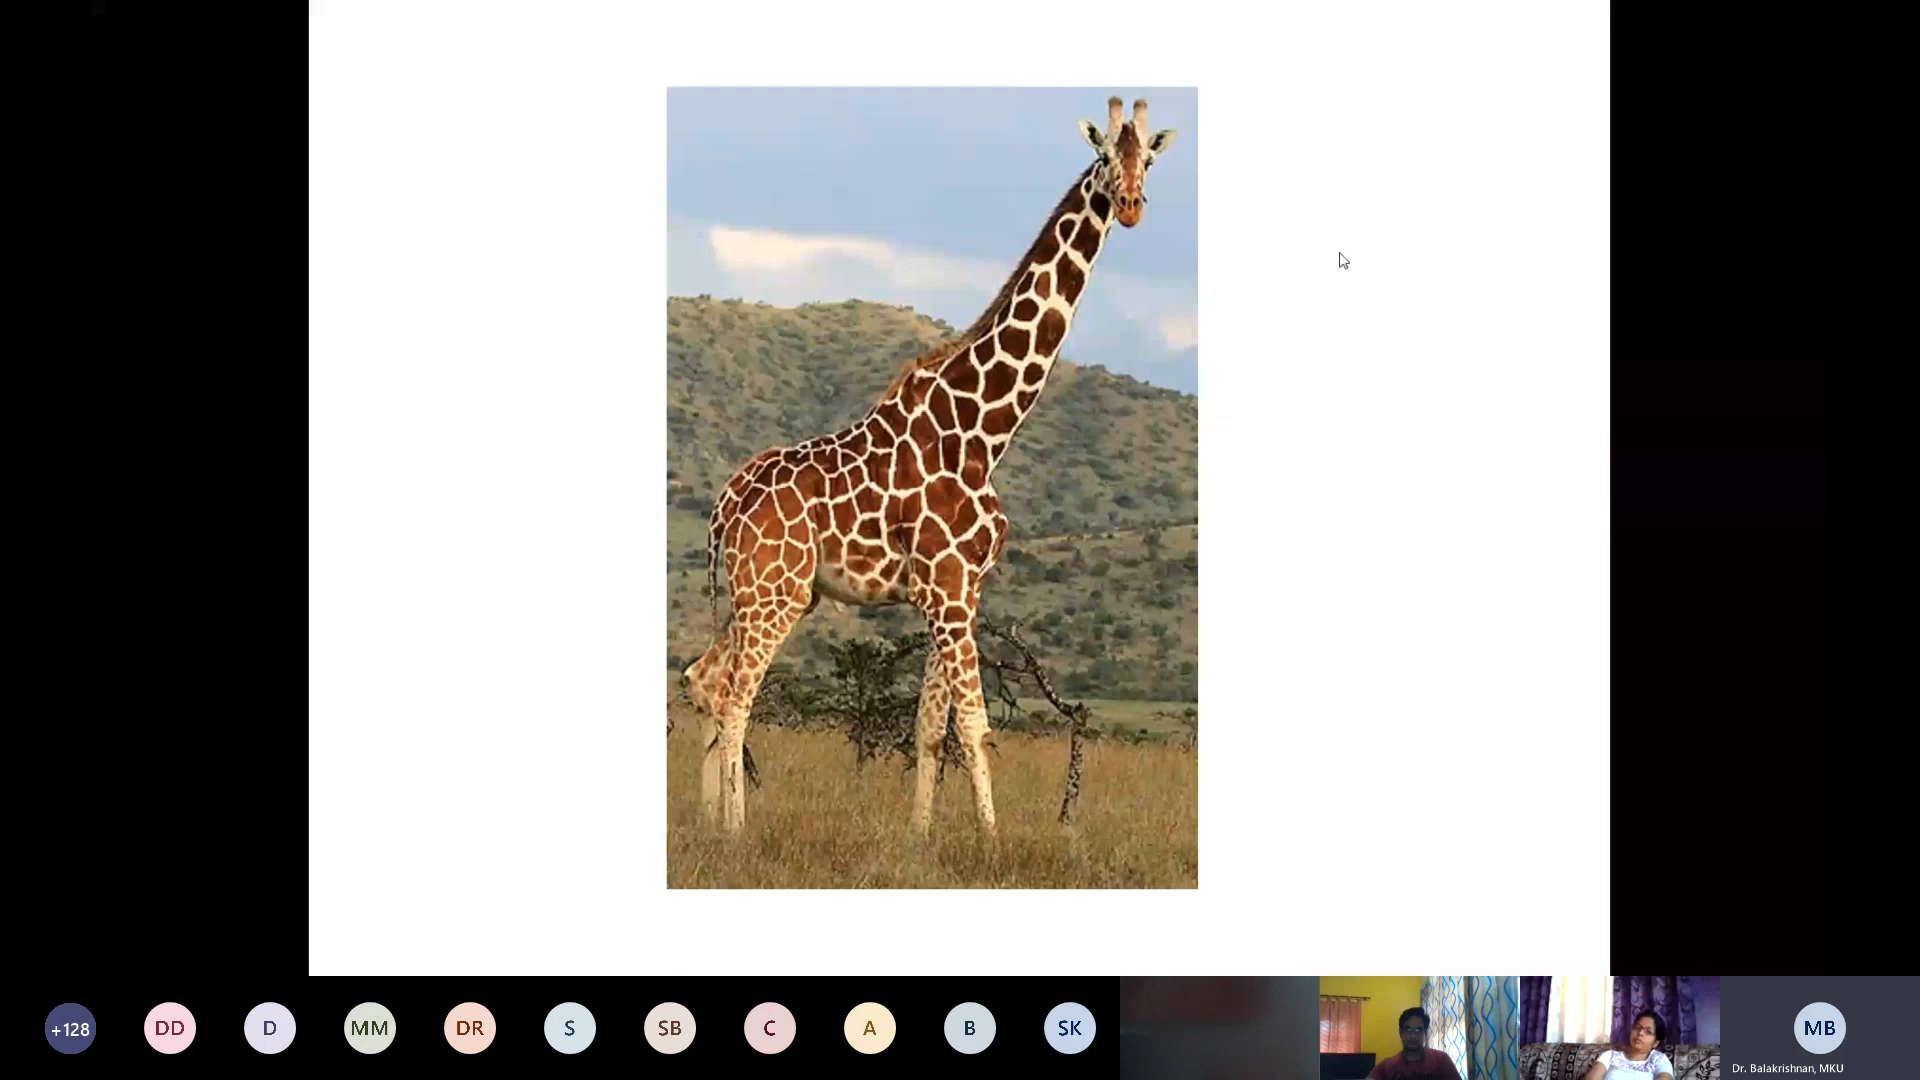 +128
DD
D
MM
DR
S
SB
C
A
B
SK
MB
Dr. Balakrishnan, MKU